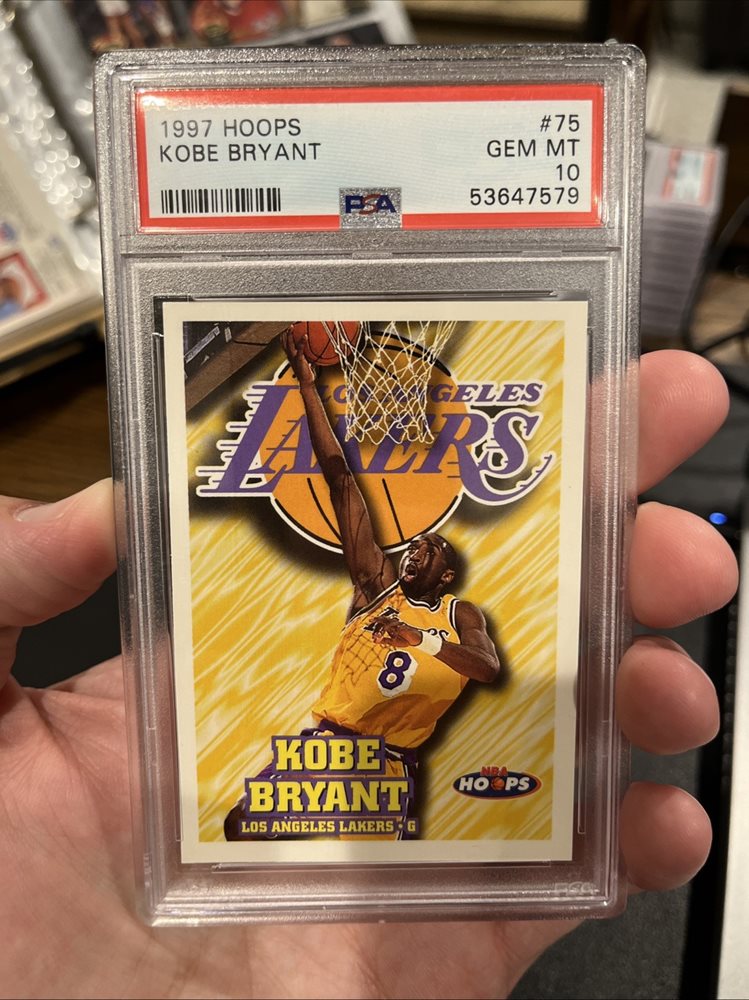 1997 HOOPS
#75
KOBE BRYANT
GEM MT
10
PSA
53647579
LOS ANGELES
LAKERS
8
KOBE
BRYANT
LOS ANGELES LAKERS • G
NBA
HOOPS